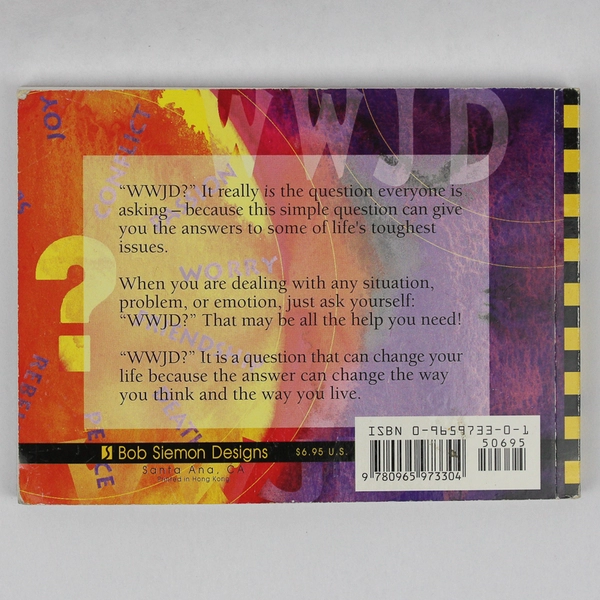 WWJD
JOY
CONFLICT
"WWJD?" It really is the question everyone is
asking – because this simple question can give
you the answers to some of life's toughest
issues.
WORRY
When you are dealing with any situation,
problem, or emotion, just ask yourself:
"WWJD?" That may be all the help you need!
FRIENDSHIP
"WWJD?" It is a question that can change your
life because the answer can change the way
you think and the way you live.
?
PEACE
Bob Siemon Designs
$6.95 U.S.
Santa Ana, CA
Printed in Hong Kong
ISBN 0-9659733-0-1
50695
9 780965 973304